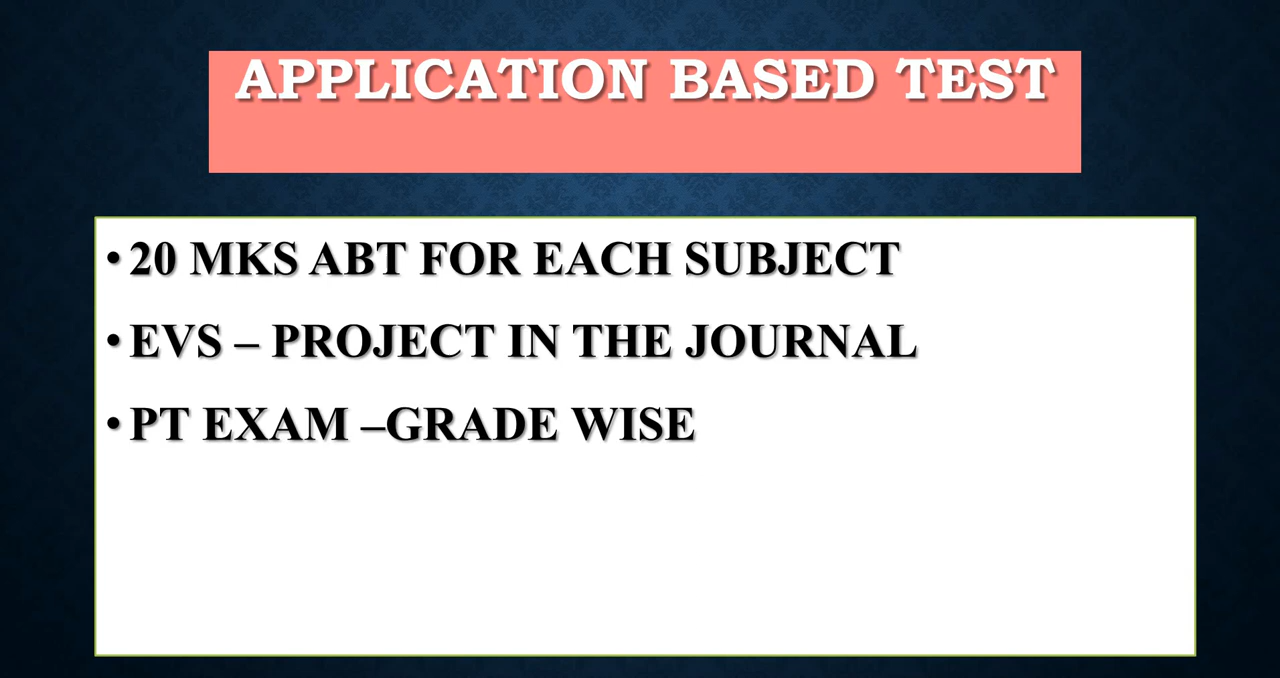 APPLICATION BASED TEST
• 20 MKS ABT FOR EACH SUBJECT
• EVS – PROJECT IN THE JOURNAL
• PT EXAM –GRADE WISE